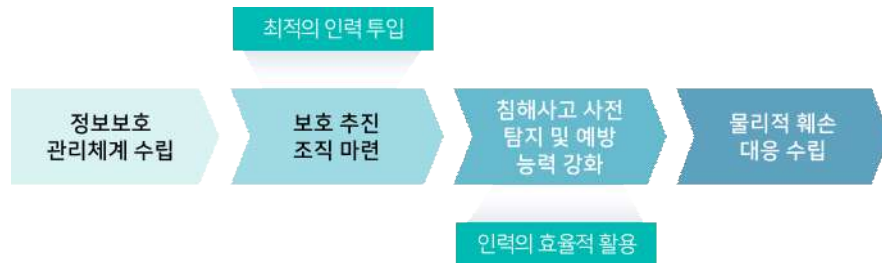 최적의 인력 투입
정보보호
관리체계 수립
보호 추진
조직 마련
침해사고 사전
탐지 및 예방
능력 강화
물리적 훼손
대응 수립
인력의 효율적 활용